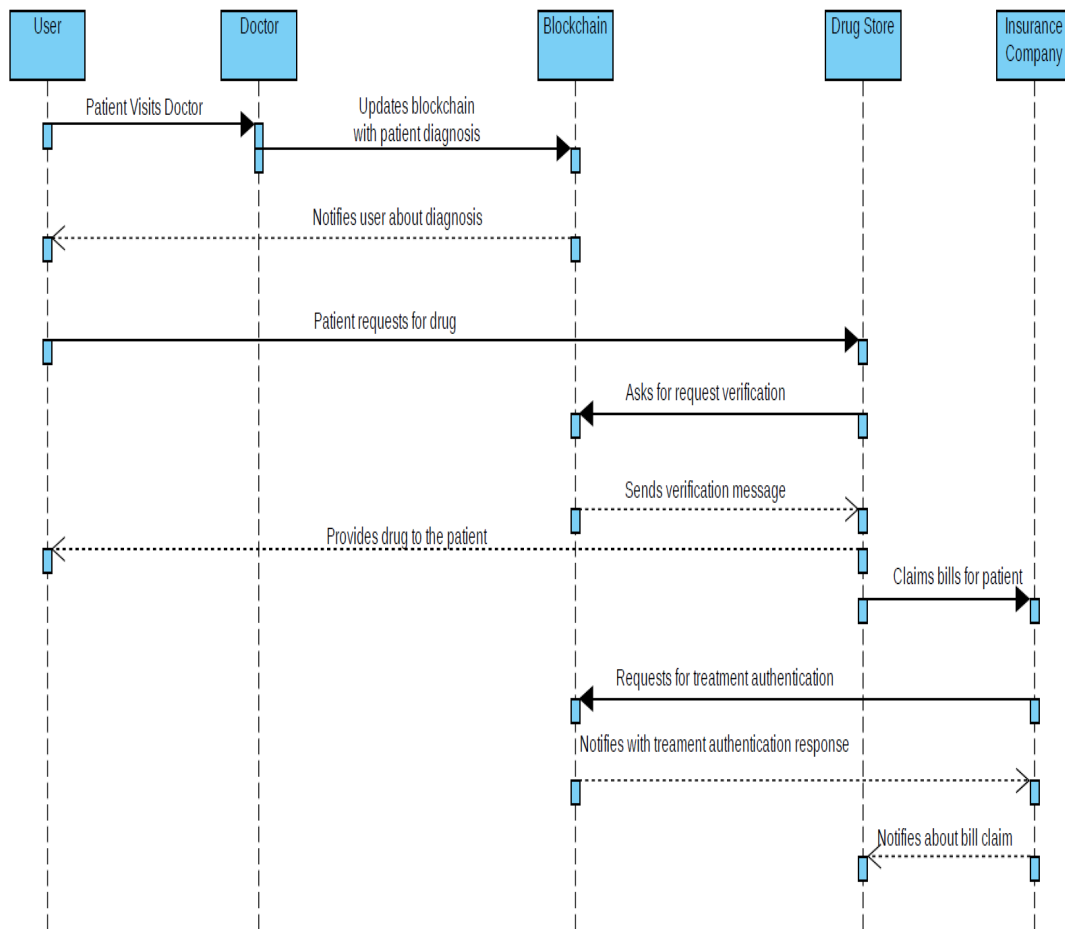 User
Doctor
Blockchain
Drug Store
Insurance
Company
Patient Visits Doctor
Updates blockchain
with patient diagnosis
Notifies user about diagnosis
Patient requests for drug
Asks for request verification
Sends verification message
Provides drug to the patient
Claims bills for patient
Requests for treatment authentication
Notifies with treament authentication response
Notifies about bill claim